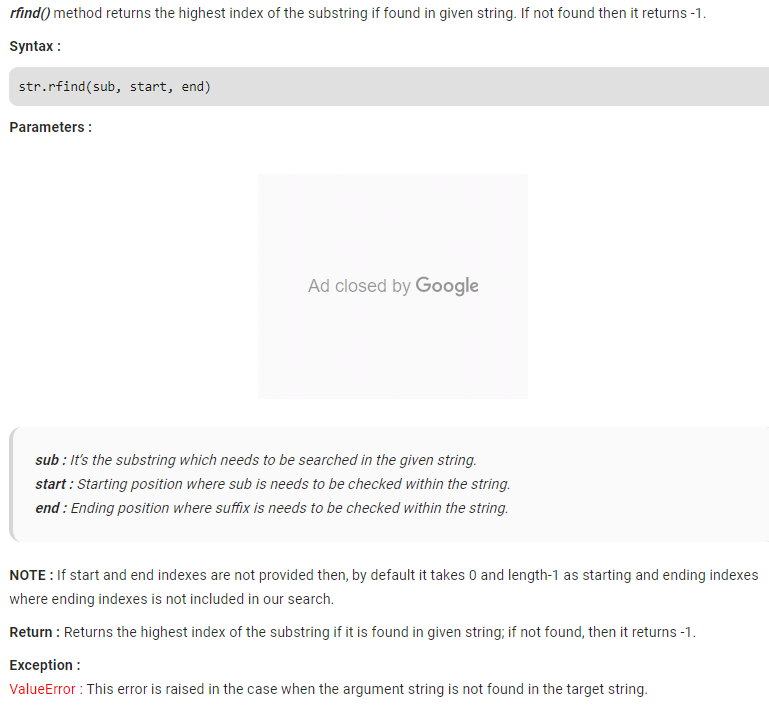 rfind() method returns the highest index of the substring if found in given string. If not found then it returns -1.
Syntax :
str.rfind(sub, start, end)
Parameters :
Ad closed by Google
sub : It's the substring which needs to be searched in the given string.
start : Starting position where sub is needs to be checked within the string.
end : Ending position where suffix is needs to be checked within the string.
NOTE : If start and end indexes are not provided then, by default it takes 0 and length-1 as starting and ending indexes
where ending indexes is not included in our search.
Return : Returns the highest index of the substring if it is found in given string; if not found, then it returns -1.
Exception :
ValueError : This error is raised in the case when the argument string is not found in the target string.